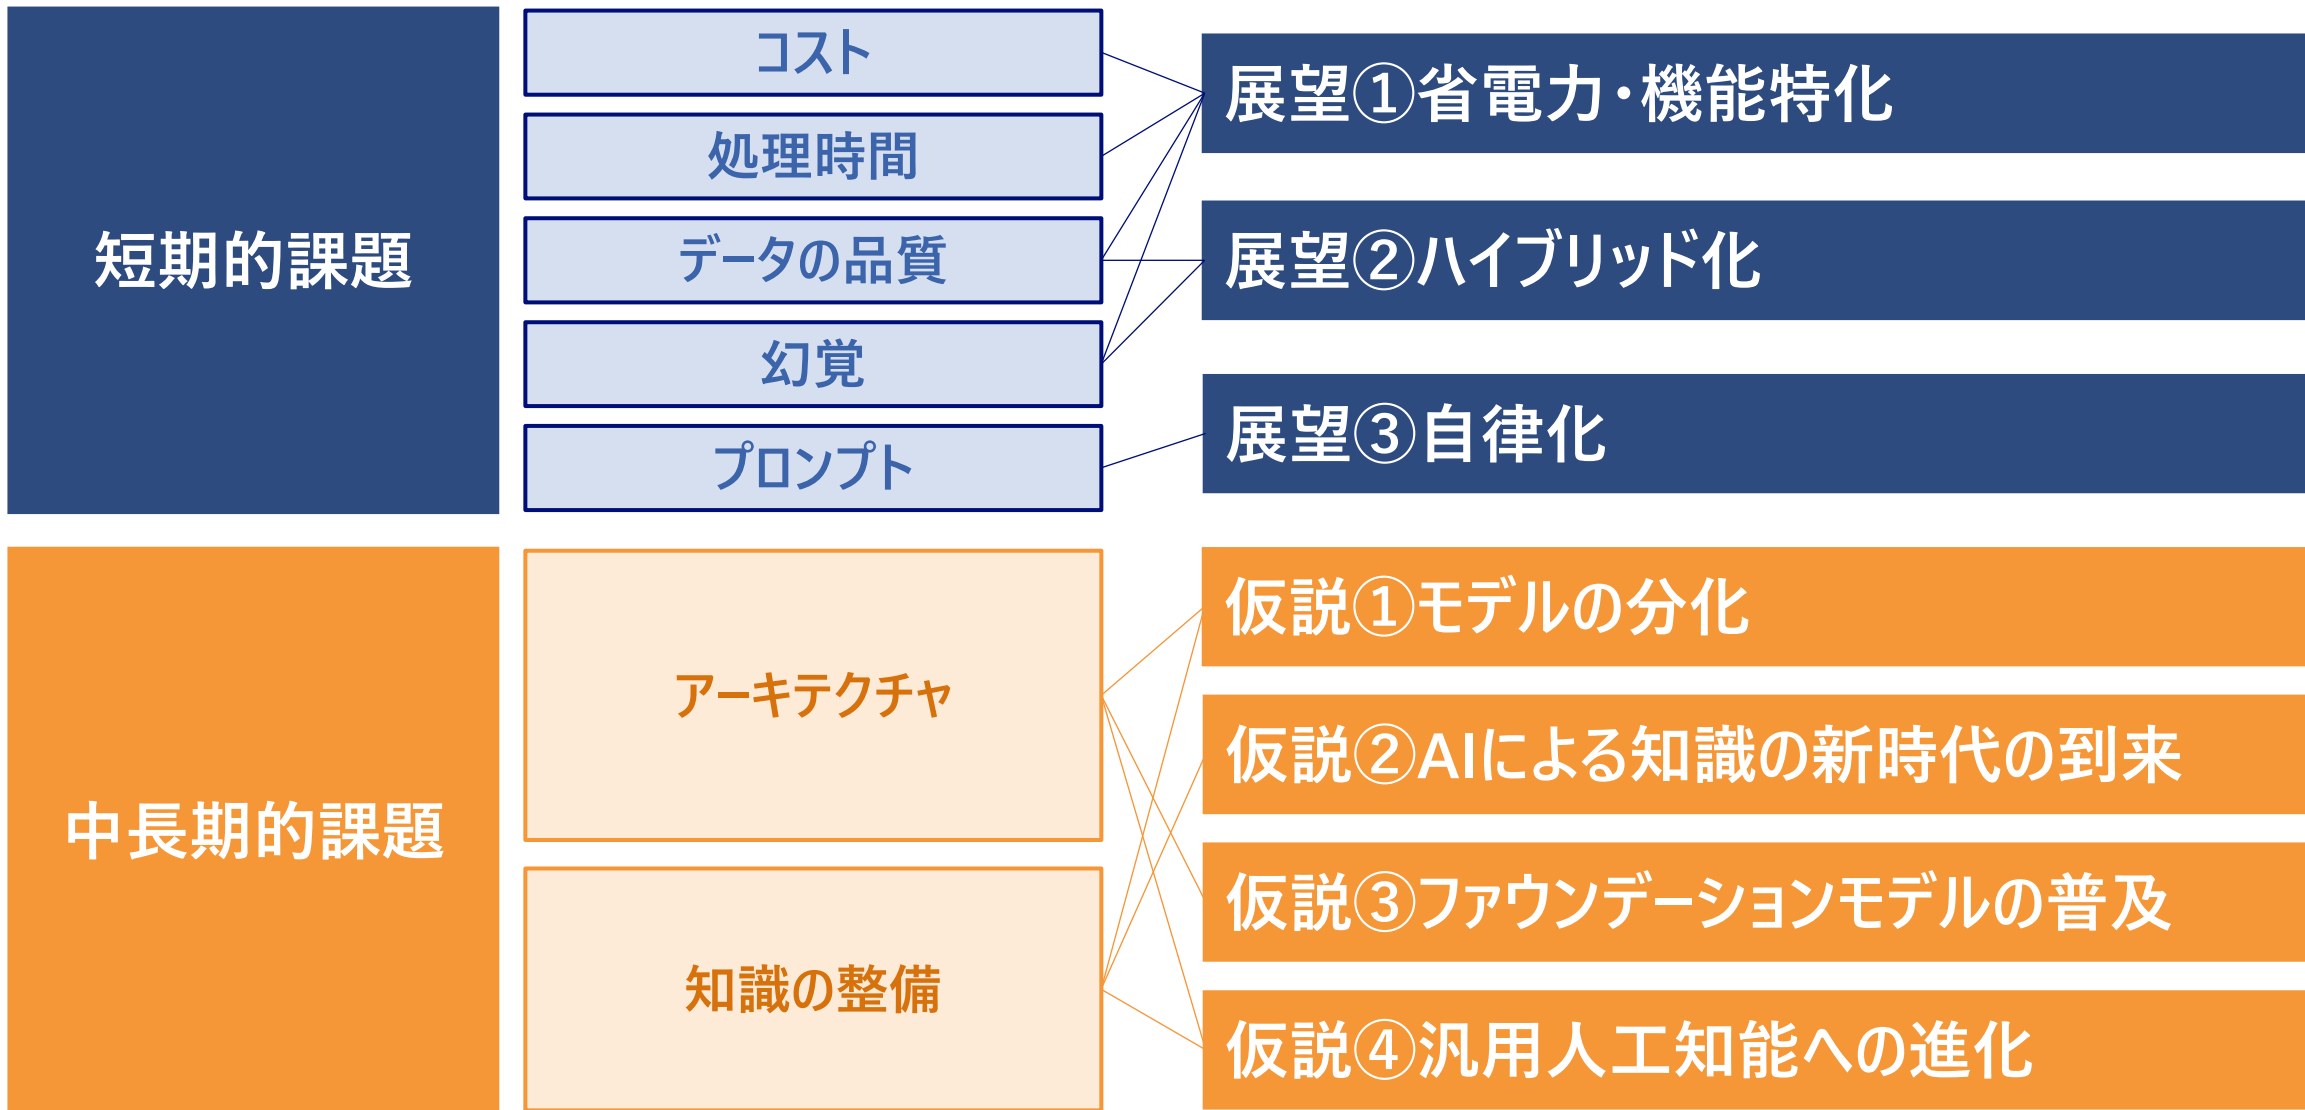 短期的課題
コスト
処理時間
データの品質
幻覚
プロンプト
展望①省電力・機能特化
展望②ハイブリッド化
展望③自律化
中長期的課題
アーキテクチャ
知識の整備
仮説①モデルの分化
仮説②AIによる知識の新時代の到来
仮説③ファウンデーションモデルの普及
仮説④汎用人工知能への進化